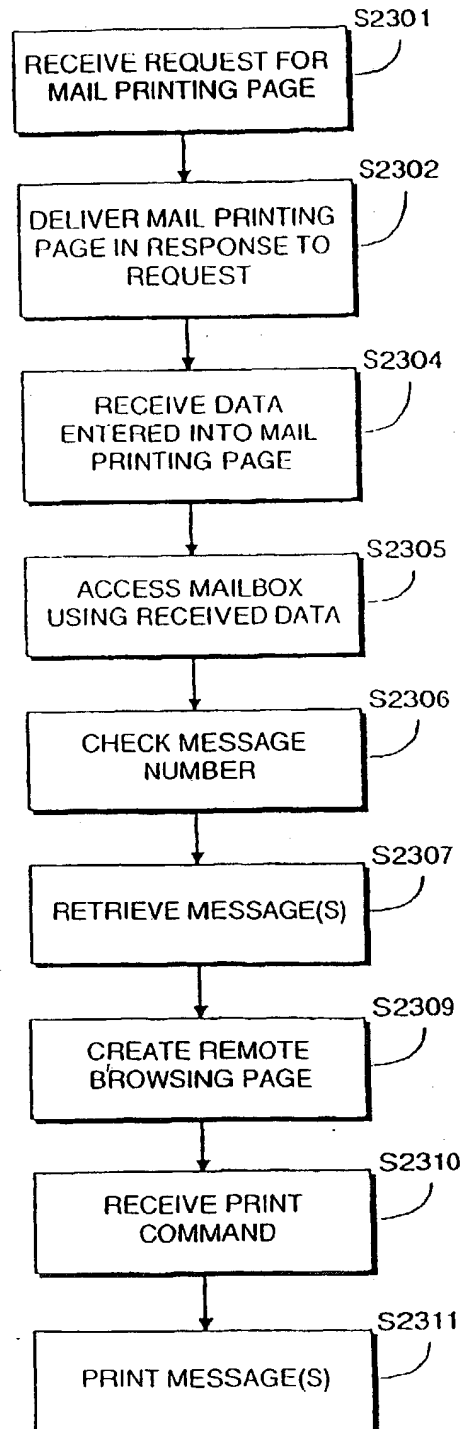 S2301
RECEIVE REQUEST FOR
MAIL PRINTING PAGE
S2302
DELIVER MAIL PRINTING
PAGE IN RESPONSE TO
REQUEST
S2304
RECEIVE DATA
ENTERED INTO MAIL
PRINTING PAGE
S2305
ACCESS MAILBOX
USING RECEIVED DATA
S2306
CHECK MESSAGE
NUMBER
S2307
RETRIEVE MESSAGE(S)
S2309
CREATE REMOTE
BROWSING PAGE
S2310
RECEIVE PRINT
COMMAND
S2311
PRINT MESSAGE(S)